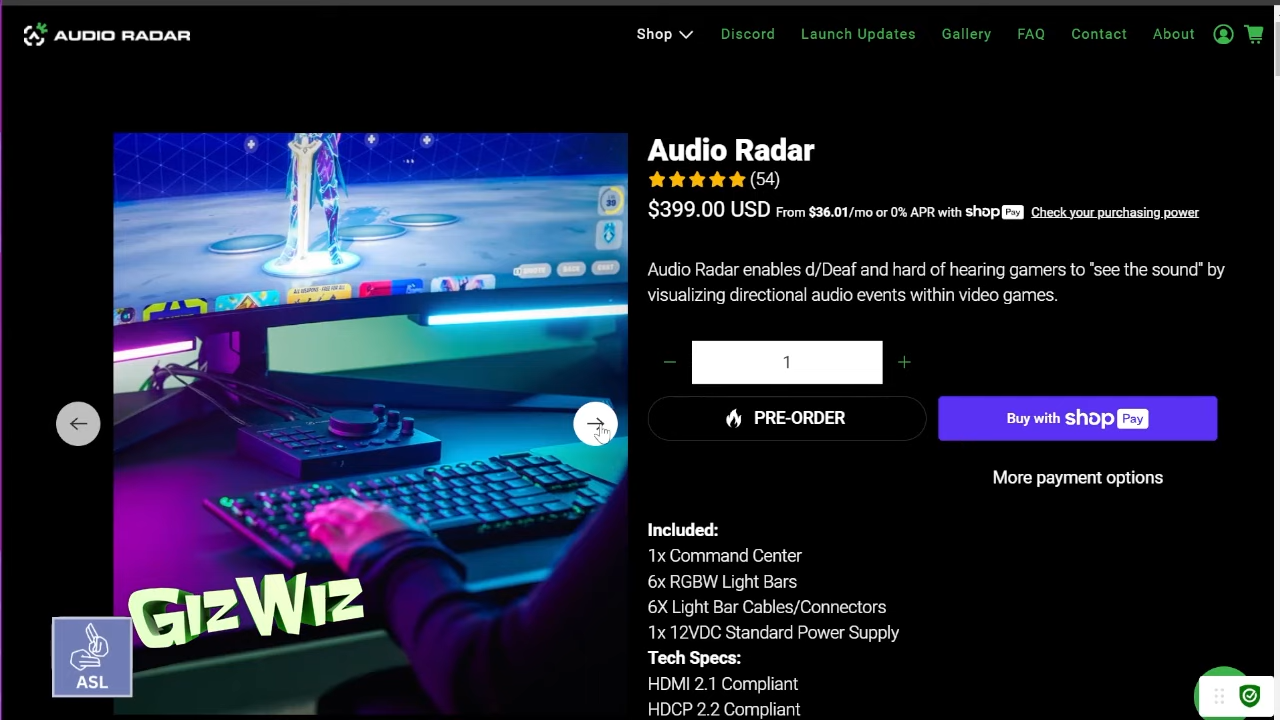 AUDIO RADAR
Shop
Discord
Launch Updates
Gallery
FAQ
Contact
About
Audio Radar
(54)
$399.00 USD From $36.01/mo or 0% APR with shop Pay Check your purchasing power
Audio Radar enables d/Deaf and hard of hearing gamers to "see the sound" by
visualizing directional audio events within video games.
− 1 +
PRE-ORDER
Buy with shop Pay
More payment options
Included:
1x Command Center
6x RGBW Light Bars
6X Light Bar Cables/Connectors
1x 12VDC Standard Power Supply
Tech Specs:
HDMI 2.1 Compliant
HDCP 2.2 Compliant
39
BACK
GIZWIZ
ASL